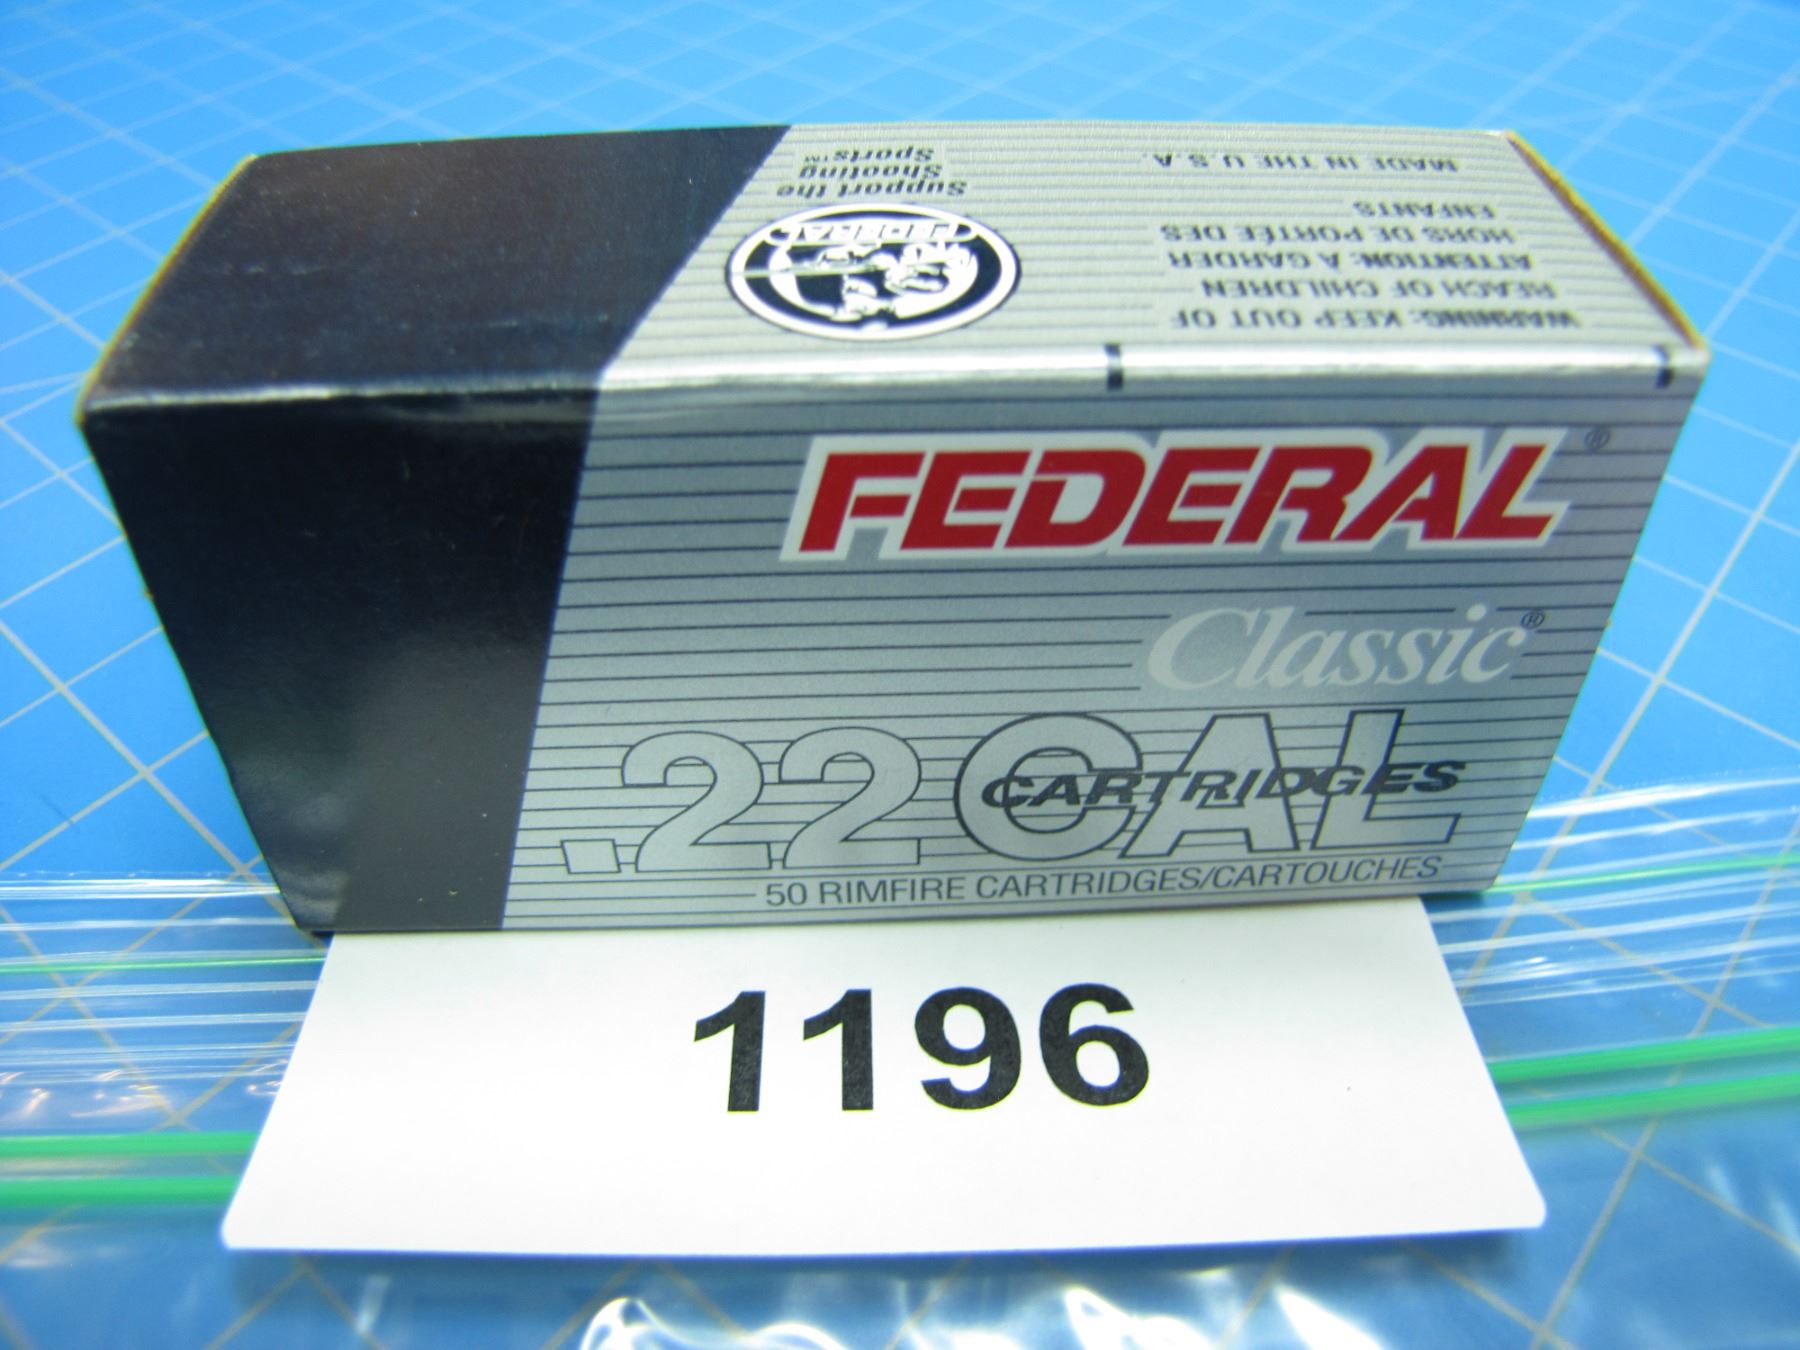 WARNING: KEEP OUT OF
REACH OF CHILDREN
ATTENTION: À GARDER
HORS DE PORTÉE DES
ENFANTS
MADE IN THE U.S.A.
FEDERAL
Support the
Shooting
Sports™
FEDERAL®
Classic®
.22 CAL
CARTRIDGES
50 RIMFIRE CARTRIDGES/CARTOUCHES
1196